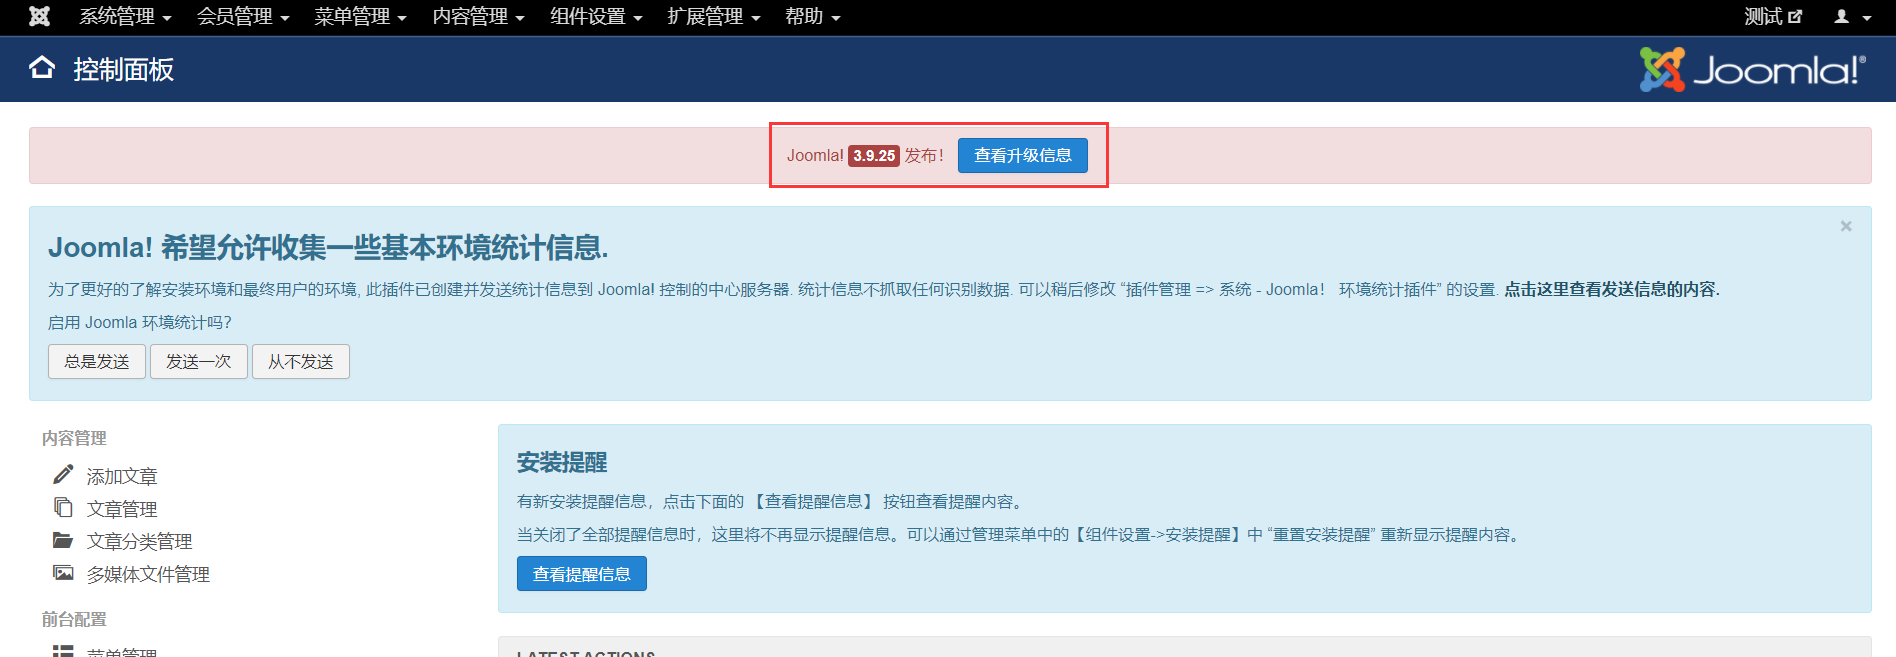 系统管理 会员管理 菜单管理 内容管理 组件设置 扩展管理 帮助 测试
控制面板 Joomla!®
Joomla! 3.9.25 发布! 查看升级信息
Joomla! 希望允许收集一些基本环境统计信息.
为了更好的了解安装环境和最终用户的环境, 此插件已创建并发送统计信息到 Joomla! 控制的中心服务器. 统计信息不抓取任何识别数据. 可以稍后修改 “插件管理 => 系统 - Joomla! 环境统计插件” 的设置. 点击这里查看发送信息的内容.
启用 Joomla 环境统计吗?
总是发送 发送一次 从不发送
内容管理
添加文章
文章管理
文章分类管理
多媒体文件管理
前台配置
菜单管理
安装提醒
有新安装提醒信息，点击下面的 【查看提醒信息】 按钮查看提醒内容。
当关闭了全部提醒信息时，这里将不再显示提醒信息。可以通过管理菜单中的【组件设置->安装提醒】中 “重置安装提醒” 重新显示提醒内容。
查看提醒信息
LATEST ACTIONS